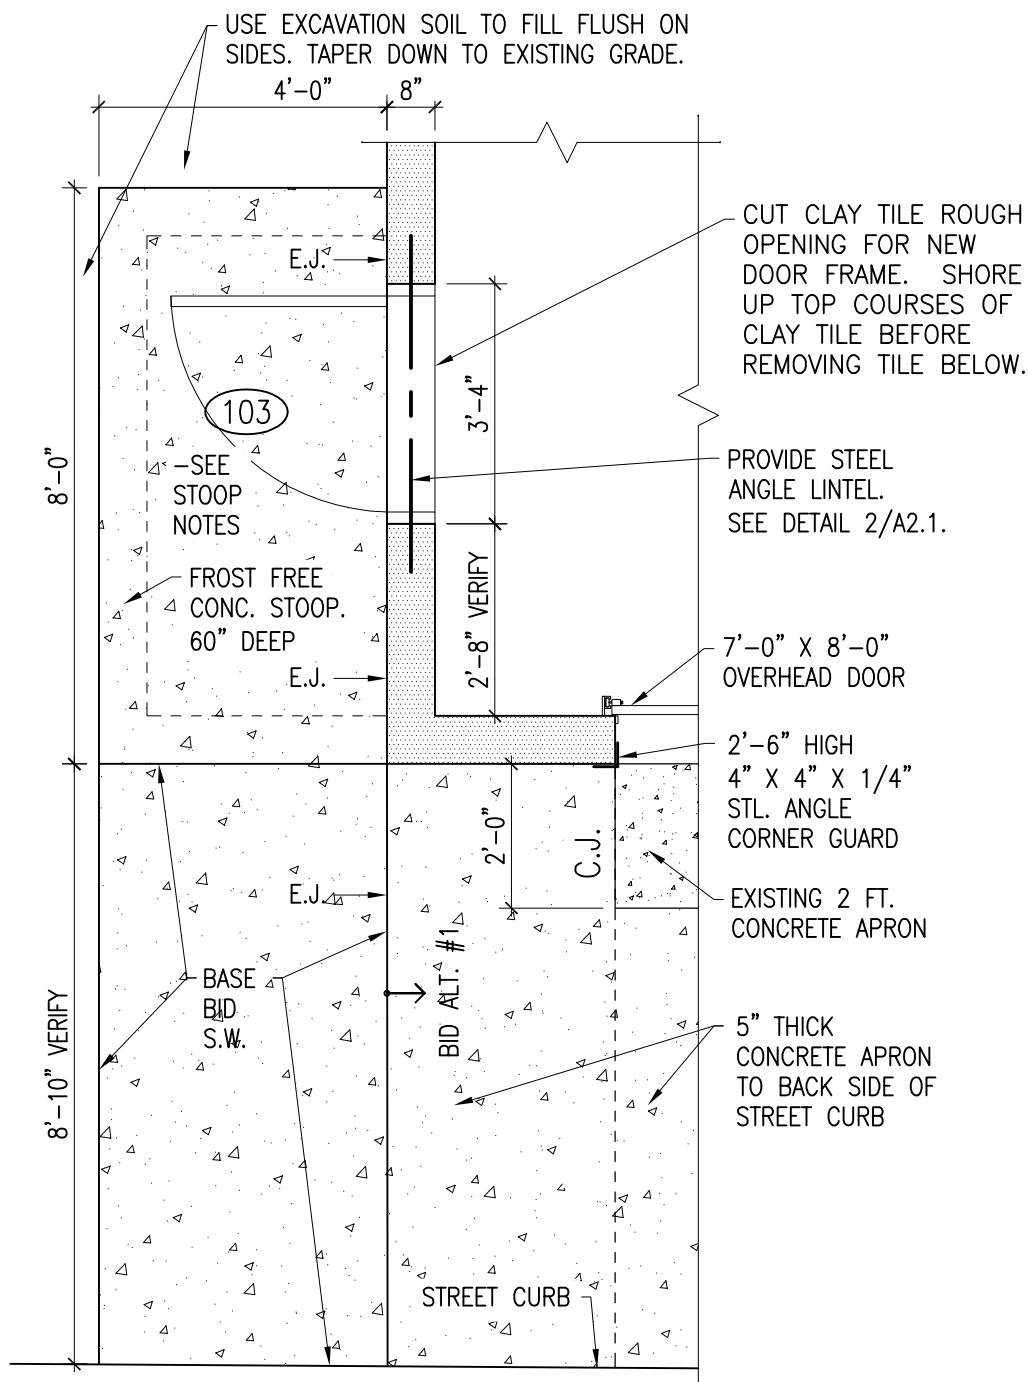 USE EXCAVATION SOIL TO FILL FLUSH ON
SIDES. TAPER DOWN TO EXISTING GRADE.
4'-0"
8"
CUT CLAY TILE ROUGH
OPENING FOR NEW
DOOR FRAME. SHORE
UP TOP COURSES OF
CLAY TILE BEFORE
REMOVING TILE BELOW.
E.J.
3'-4"
103
8'-0"
-SEE
STOOP
NOTES
PROVIDE STEEL
ANGLE LINTEL.
SEE DETAIL 2/A2.1.
FROST FREE
CONC. STOOP.
60" DEEP
2'-8" VERIFY
E.J.
7'-0" X 8'-0"
OVERHEAD DOOR
2'-6" HIGH
4" X 4" X 1/4"
STL. ANGLE
CORNER GUARD
2'-0"
C.J.
E.J.
EXISTING 2 FT.
CONCRETE APRON
BID ALT. #1
BASE
BID
S.W.
8'-10" VERIFY
5" THICK
CONCRETE APRON
TO BACK SIDE OF
STREET CURB
STREET CURB